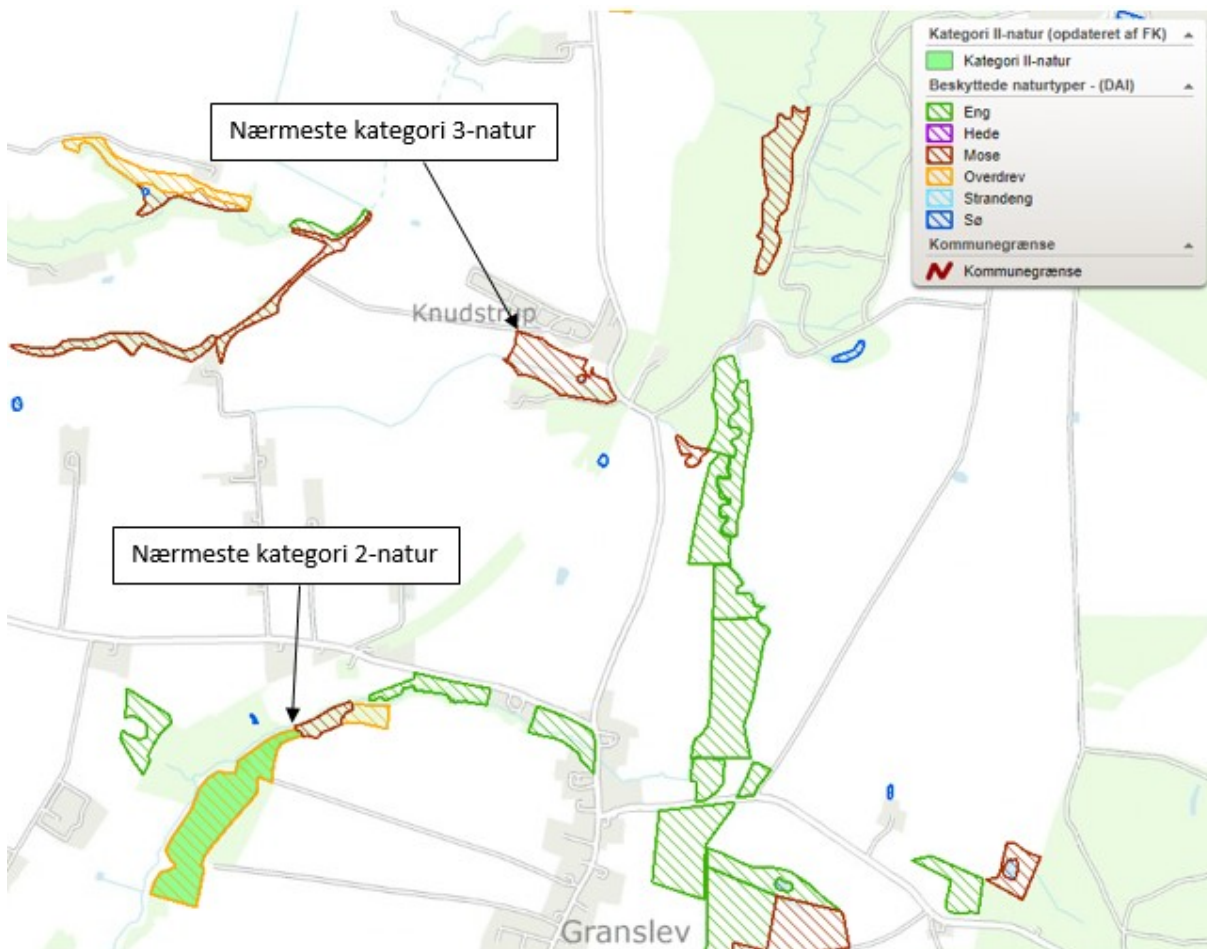 Kategori II-natur (opdateret af FK)
Kategori II-natur
Beskyttede naturtyper - (DAI)
Eng
Hede
Mose
Overdrev
Strandeng
Sø
Kommunegrænse
Kommunegrænse
Nærmeste kategori 3-natur
Knudstrup
Nærmeste kategori 2-natur
Granslev